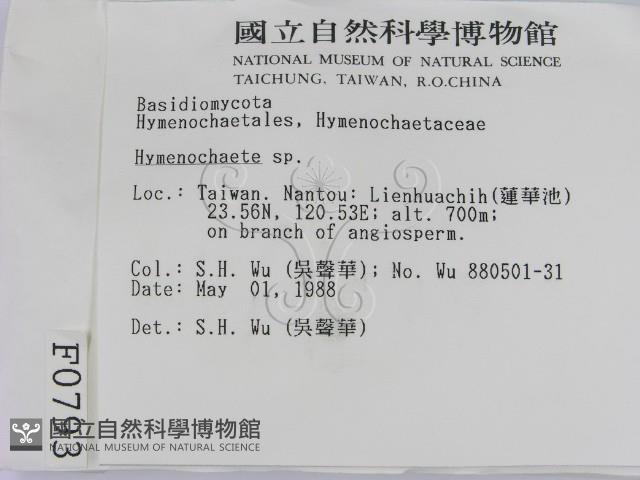 國立自然科學博物館
NATIONAL MUSEUM OF NATURAL SCIENCE
TAICHUNG, TAIWAN, R.O.CHINA
Basidiomycota
Hymenochaetales, Hymenochaetaceae
Hymenochaete sp.
Loc.: Taiwan. Nantou: Lienhuachih(蓮華池)
23.56N, 120.53E; alt. 700m;
on branch of angiosperm.
Col.: S.H. Wu (吳聲華); No. Wu 880501-31
Date: May 01, 1988
Det.: S.H. Wu (吳聲華)
國立自然科學博物館
NATIONAL MUSEUM OF NATURAL SCIENCE